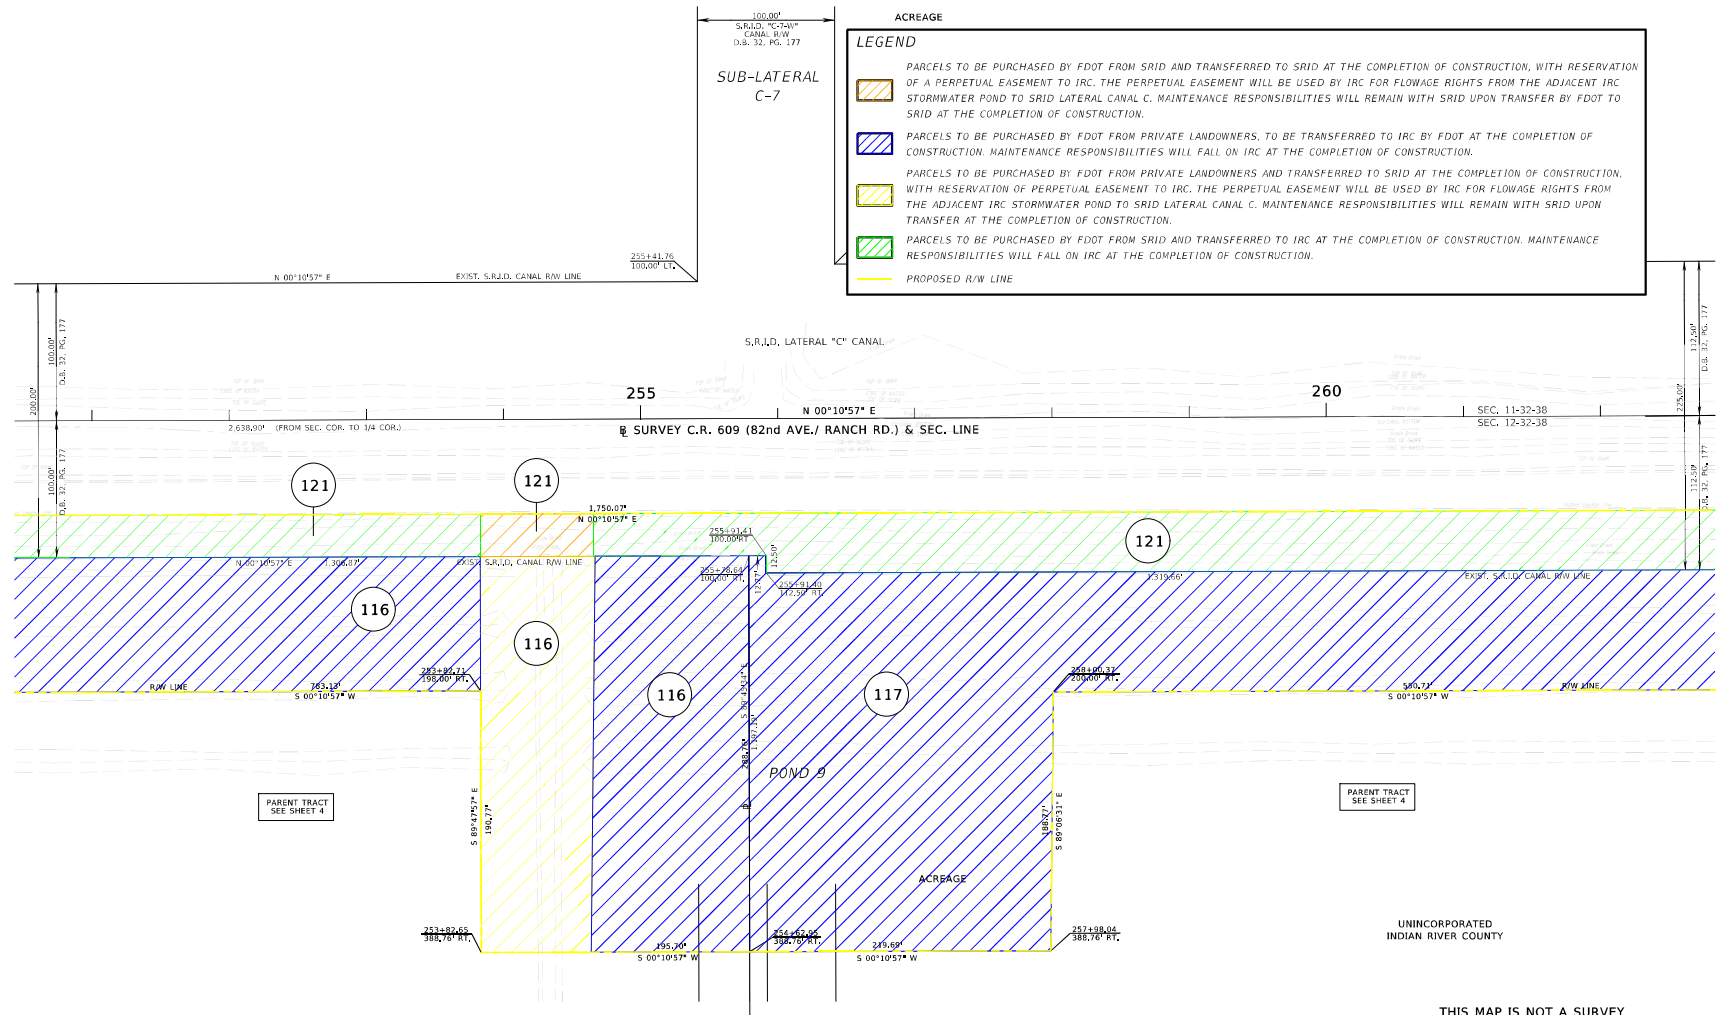 100.00'
S.R.I.D. "C-7-W"
CANAL R/W
D.B. 32, PG. 177
ACREAGE
SUB-LATERAL
C-7
LEGEND
PARCELS TO BE PURCHASED BY FDOT FROM SRID AND TRANSFERRED TO SRID AT THE COMPLETION OF CONSTRUCTION, WITH RESERVATION
OF A PERPETUAL EASEMENT TO IRC. THE PERPETUAL EASEMENT WILL BE USED BY IRC FOR FLOWAGE RIGHTS FROM THE ADJACENT IRC
STORMWATER POND TO SRID LATERAL CANAL C. MAINTENANCE RESPONSIBILITIES WILL REMAIN WITH SRID UPON TRANSFER BY FDOT TO
SRID AT THE COMPLETION OF CONSTRUCTION.
PARCELS TO BE PURCHASED BY FDOT FROM PRIVATE LANDOWNERS, TO BE TRANSFERRED TO IRC BY FDOT AT THE COMPLETION OF
CONSTRUCTION. MAINTENANCE RESPONSIBILITIES WILL FALL ON IRC AT THE COMPLETION OF CONSTRUCTION.
PARCELS TO BE PURCHASED BY FDOT FROM PRIVATE LANDOWNERS AND TRANSFERRED TO SRID AT THE COMPLETION OF CONSTRUCTION,
WITH RESERVATION OF PERPETUAL EASEMENT TO IRC. THE PERPETUAL EASEMENT WILL BE USED BY IRC FOR FLOWAGE RIGHTS FROM
THE ADJACENT IRC STORMWATER POND TO SRID LATERAL CANAL C. MAINTENANCE RESPONSIBILITIES WILL REMAIN WITH SRID UPON
TRANSFER AT THE COMPLETION OF CONSTRUCTION.
PARCELS TO BE PURCHASED BY FDOT FROM SRID AND TRANSFERRED TO IRC AT THE COMPLETION OF CONSTRUCTION. MAINTENANCE
RESPONSIBILITIES WILL FALL ON IRC AT THE COMPLETION OF CONSTRUCTION.
PROPOSED R/W LINE
255+41.76
100.00' LT.
N 00°10'57" E
EXIST. S.R.I.D. CANAL R/W LINE
200.00'
100.00'
D.B. 32, PG. 177
100.00'
D.B. 32, PG. 177
225.00'
112.50'
D.B. 32, PG. 177
112.50'
D.B. 32, PG. 177
S.R.I.D. LATERAL "C" CANAL
255
260
N 00°10'57" E
SEC. 11-32-38
SEC. 12-32-38
2,638.90' (FROM SEC. COR. TO 1/4 COR.)
SURVEY C.R. 609 (82nd AVE./ RANCH RD.) & SEC. LINE
121
121
1,750.07'
N 00°10'57" E
255+91.41
100.00'RT
12.50'
121
N 00°10'57" E
1,306.87'
EXIST. S.R.I.D. CANAL R/W LINE
255+78.64
100.00' RT.
12.77'
255+91.40
112.50' RT.
1,319.66'
EXIST. S.R.I.D. CANAL R/W LINE
116
116
116
117
253+82.71
198.00' RT.
258+00.37
200.00' RT.
R/W LINE
763.13'
S 00°10'57" W
550.71'
S 00°10'57" W
R/W LINE
288.76'
POND 9
PARENT TRACT
SEE SHEET 4
PARENT TRACT
SEE SHEET 4
S 89°47'57" E
190.77'
188.77'
S 89°06'31" E
ACREAGE
253+82.65
388.76' RT.
254+62.95
388.76' RT.
257+98.04
388.76' RT.
195.70'
S 00°10'57" W
219.69'
S 00°10'57" W
UNINCORPORATED
INDIAN RIVER COUNTY
THIS MAP IS NOT A SURVEY